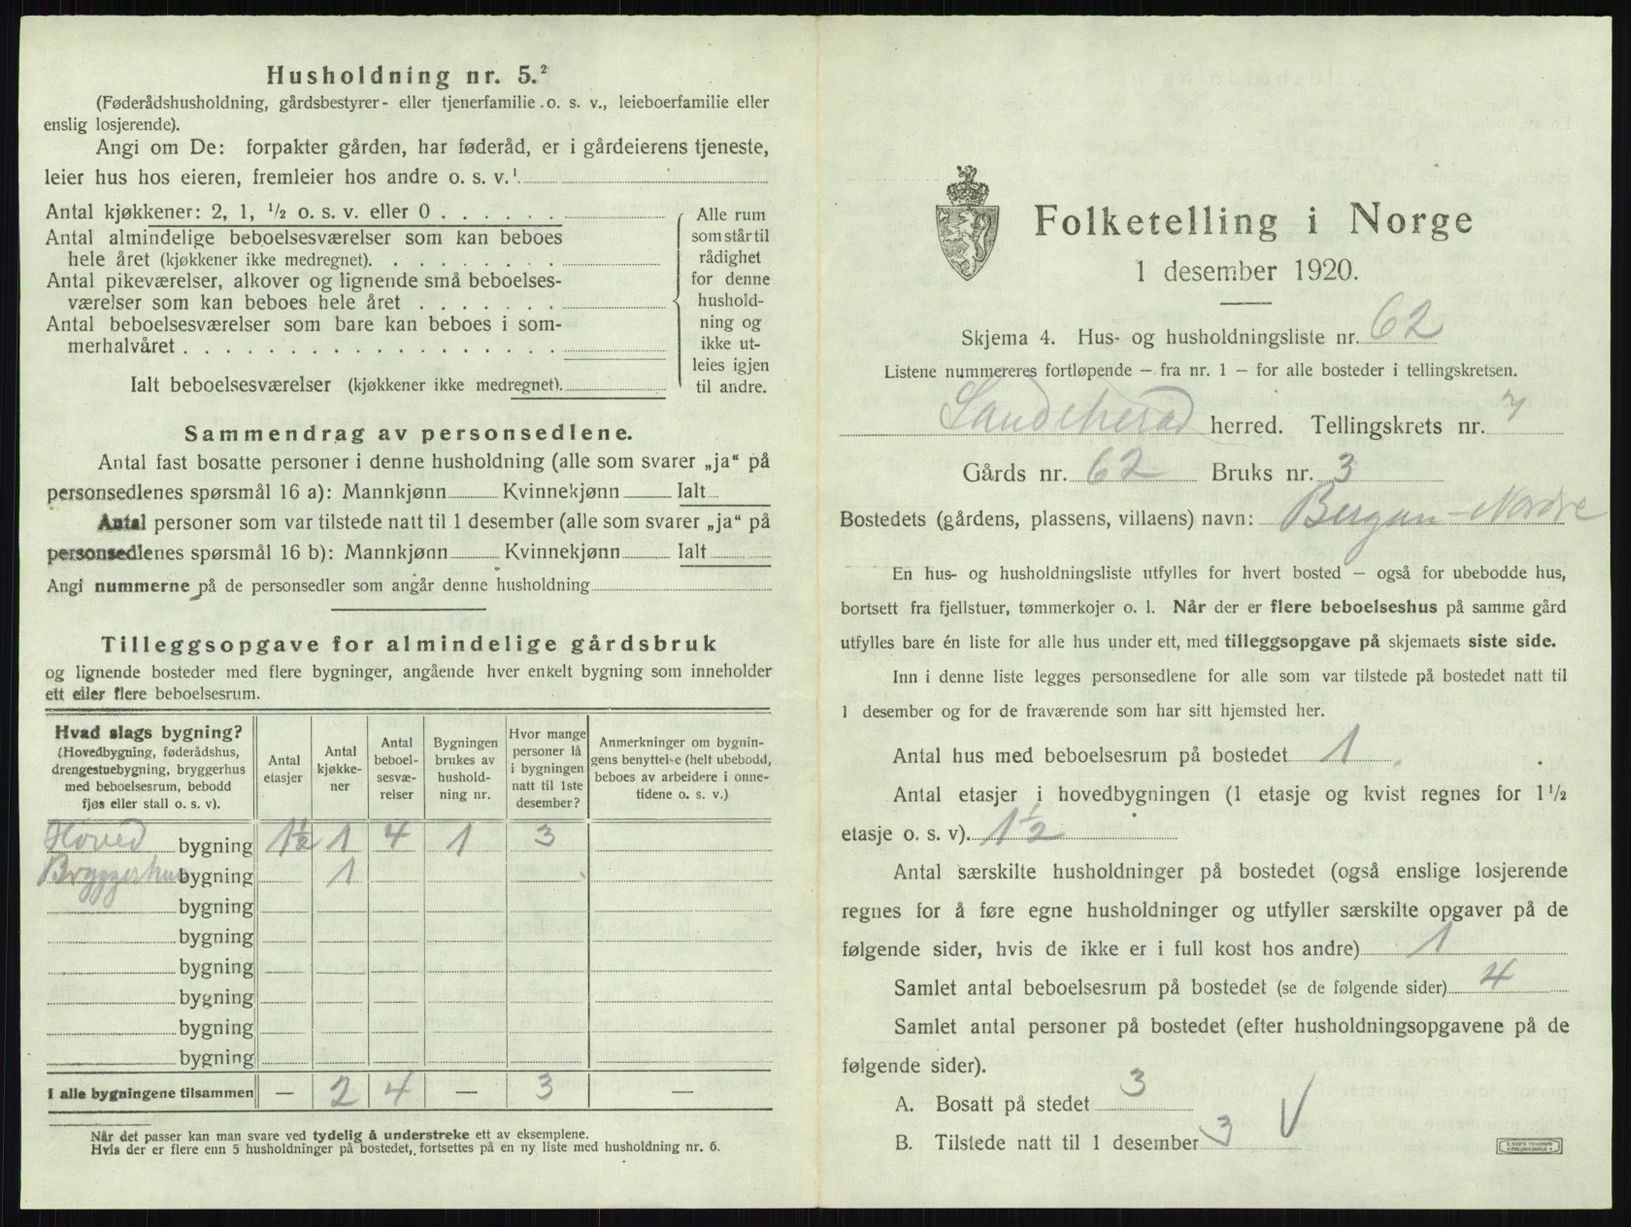 Husholdning nr. 5.²
(Føderådshusholdning, gårdsbestyrer- eller tjenerfamilie o. s. v., leieboerfamilie eller
enslig losjerende).
Angi om De: forpakter gården, har føderåd, er i gårdeierens tjeneste,
leier hus hos eieren, fremleier hos andre o. s. v.¹
Antal kjøkkener: 2, 1, ½ o. s. v. eller 0 . . . . . .
Antal almindelige beboelsesværelser som kan beboes
hele året (kjøkkener ikke medregnet). . . . . . . . .
Antal pikeværelser, alkover og lignende små beboelses-
værelser som kan beboes hele året . . . . . . .
Antal beboelsesværelser som bare kan beboes i som-
merhalvåret . . . . . . . . . . . . . . . . . .
Ialt beboelsesværelser (kjøkkener ikke medregnet).
Alle rum
som står til
rådighet
for denne
hushold-
ning og
ikke ut-
leies igjen
til andre.
Sammendrag av personsedlene.
Antal fast bosatte personer i denne husholdning (alle som svarer „ja“ på
personsedlenes spørsmål 16 a): Mannkjønn Kvinnekjønn Ialt
Antal personer som var tilstede natt til 1 desember (alle som svarer „ja“ på
personsedlenes spørsmål 16 b): Mannkjønn Kvinnekjønn Ialt
Angi nummerne på de personsedler som angår denne husholdning
Tilleggsopgave for almindelige gårdsbruk
og lignende bosteder med flere bygninger, angående hver enkelt bygning som inneholder
ett eller flere beboelsesrum.
Hvad slags bygning?
(Hovedbygning, føderådshus,
drengestuebygning, bryggerhus
med beboelsesrum, bebodd
fjøs eller stall o. s. v).
Antal
etasjer
Antal
kjøkke-
ner
Antal
beboel-
sesvæ-
relser
Bygningen
brukes av
hushold-
ning nr.
Hvor mange
personer lå
i bygningen
natt til 1ste
desember?
Anmerkninger om bygnin-
gens benyttelse (helt ubebodd,
beboes av arbeidere i onne-
tidene o. s. v.)
Hoved bygning 1½ 1 4 1 3
Bryggerhus bygning 1
bygning
bygning
bygning
bygning
bygning
bygning
I alle bygningene tilsammen — 2 4 — 3 —
Når det passer kan man svare ved tydelig å understreke ett av eksemplene.
Hvis der er flere enn 5 husholdninger på bostedet, fortsettes på en ny liste med husholdning nr. 6.
Folketelling i Norge
1 desember 1920.
Skjema 4. Hus- og husholdningsliste nr. 62
Listene nummereres fortløpende – fra nr. 1 – for alle bosteder i tellingskretsen.
Sandeherad herred. Tellingskrets nr. 7
Gårds nr. 62 Bruks nr. 3
Bostedets (gårdens, plassens, villaens) navn: Bergan-Nordre
En hus- og husholdningsliste utfylles for hvert bosted – også for ubebodde hus,
bortsett fra fjellstuer, tømmerkojer o. l. Når der er flere beboelseshus på samme gård
utfylles bare én liste for alle hus under ett, med tilleggsopgave på skjemaets siste side.
Inn i denne liste legges personsedlene for alle som var tilstede på bostedet natt til
1 desember og for de fraværende som har sitt hjemsted her.
Antal hus med beboelsesrum på bostedet 1
Antal etasjer i hovedbygningen (1 etasje og kvist regnes for 1½
etasje o. s. v). 1½
Antal særskilte husholdninger på bostedet (også enslige losjerende
regnes for å føre egne husholdninger og utfyller særskilte opgaver på de
følgende sider, hvis de ikke er i full kost hos andre) 1
Samlet antal beboelsesrum på bostedet (se de følgende sider) 4
Samlet antal personer på bostedet (efter husholdningsopgavene på de
følgende sider).
A. Bosatt på stedet 3
B. Tilstede natt til 1 desember 3 V